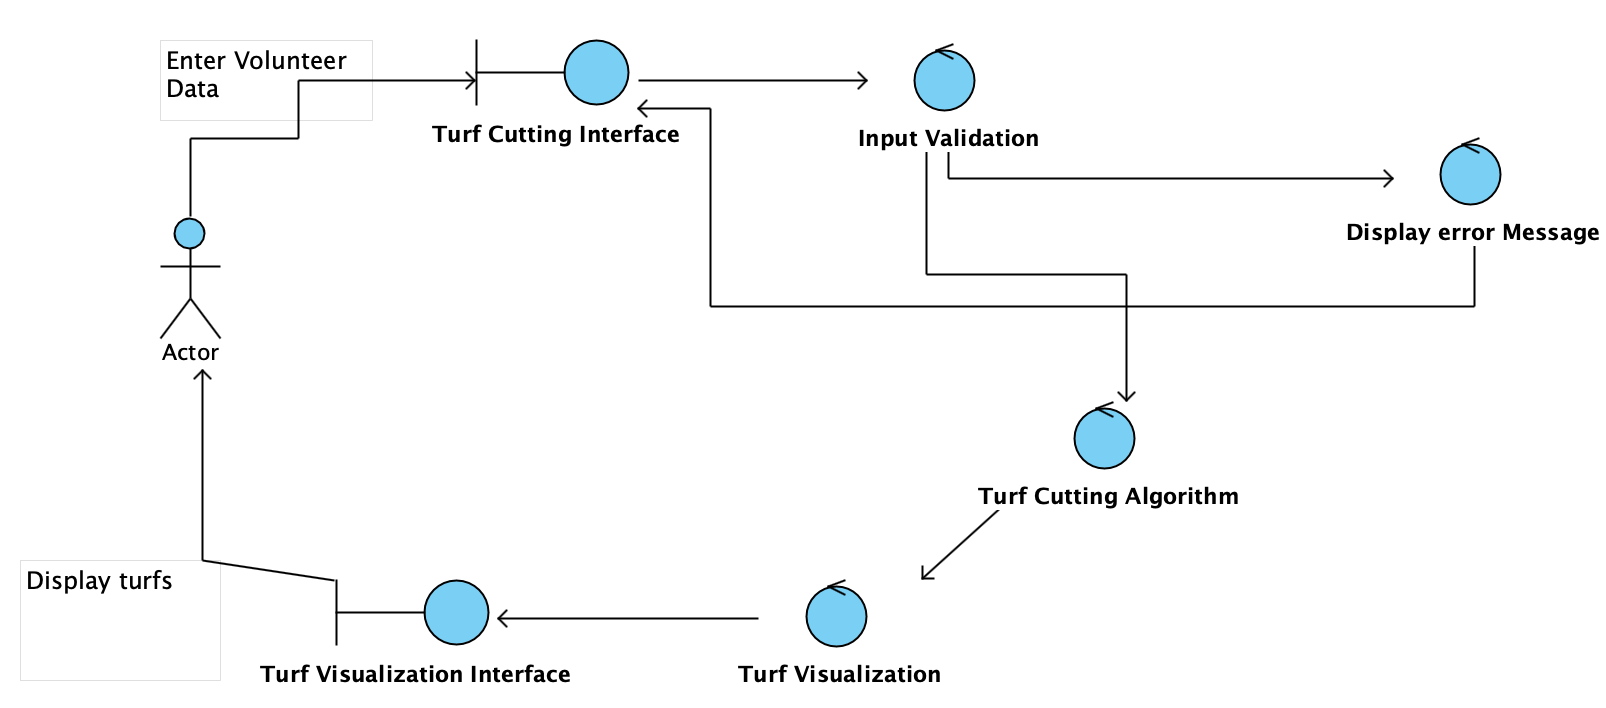 Enter Volunteer
Data
Turf Cutting Interface
Input Validation
Display error Message
Actor
Turf Cutting Algorithm
Display turfs
Turf Visualization Interface
Turf Visualization